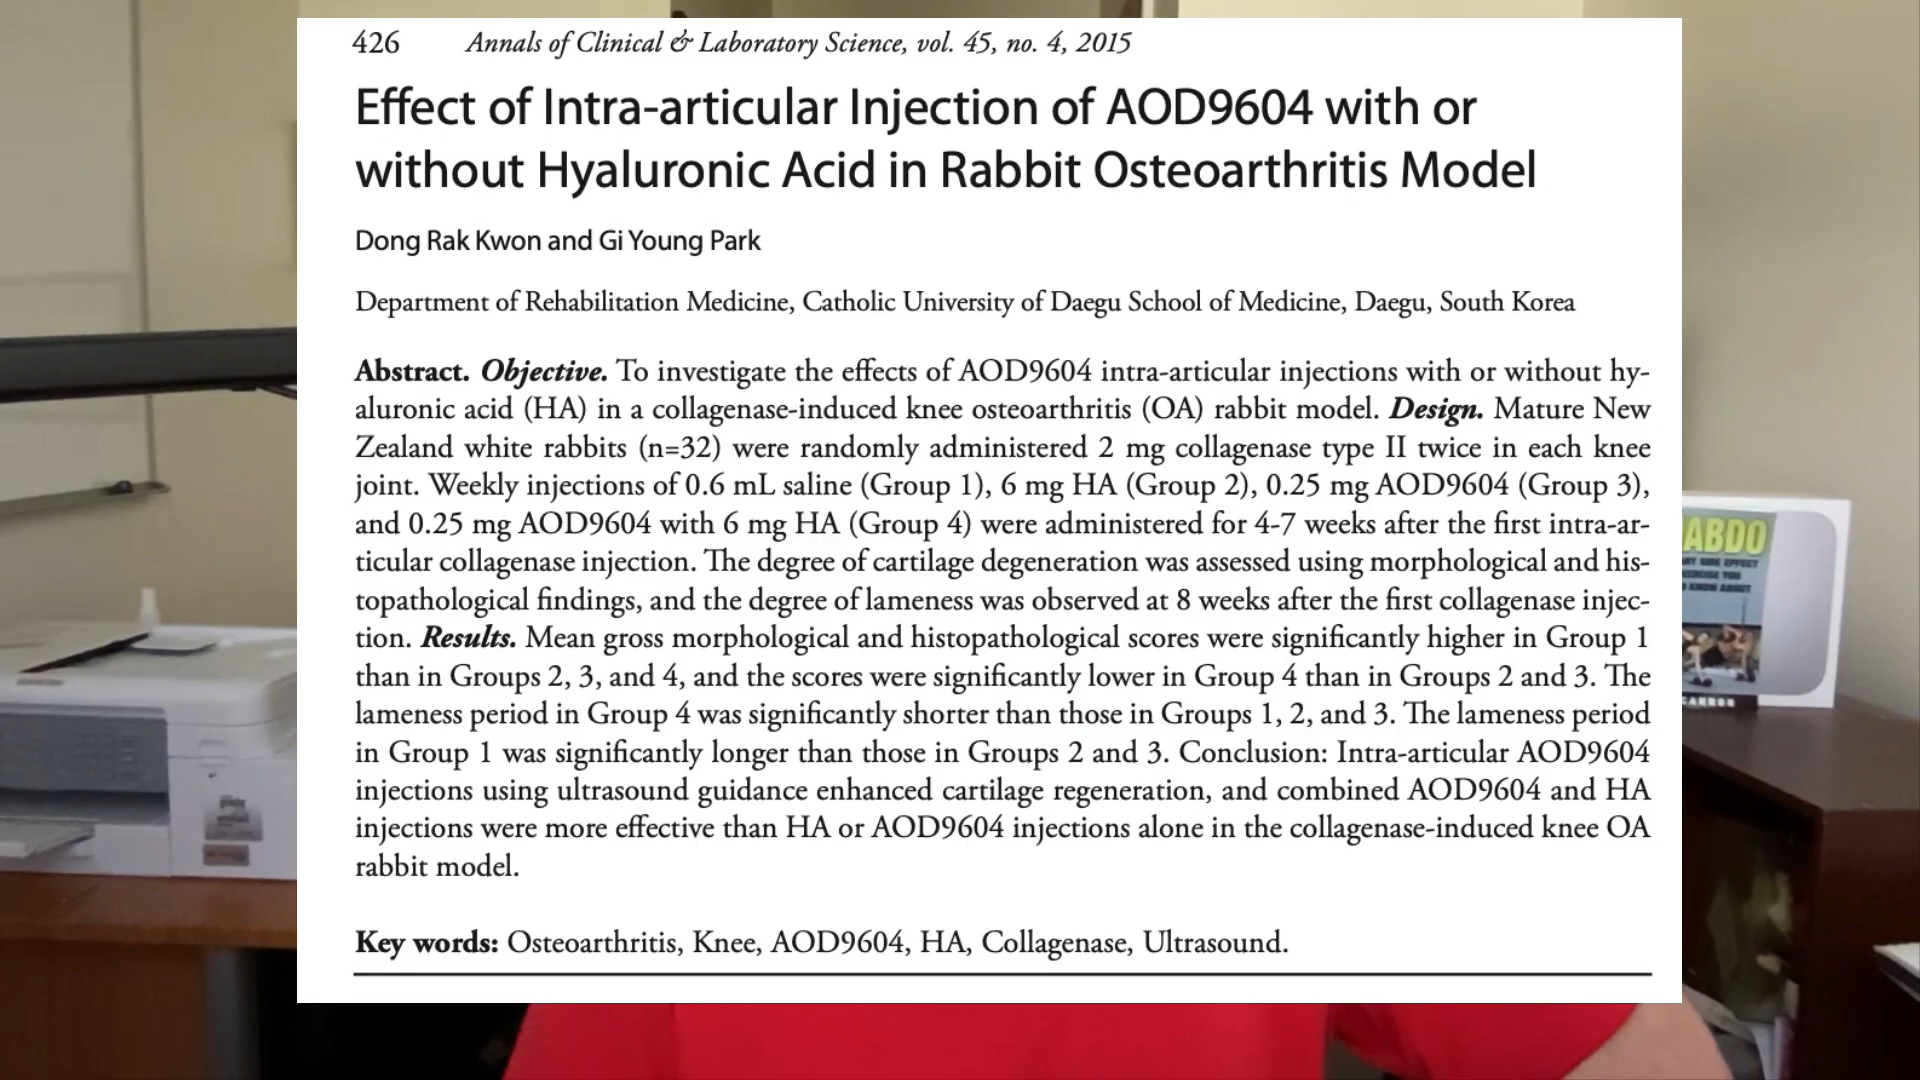 426 Annals of Clinical & Laboratory Science, vol. 45, no. 4, 2015
Effect of Intra-articular Injection of AOD9604 with or
without Hyaluronic Acid in Rabbit Osteoarthritis Model
Dong Rak Kwon and Gi Young Park
Department of Rehabilitation Medicine, Catholic University of Daegu School of Medicine, Daegu, South Korea
Abstract. Objective. To investigate the effects of AOD9604 intra-articular injections with or without hy-
aluronic acid (HA) in a collagenase-induced knee osteoarthritis (OA) rabbit model. Design. Mature New
Zealand white rabbits (n=32) were randomly administered 2 mg collagenase type II twice in each knee
joint. Weekly injections of 0.6 mL saline (Group 1), 6 mg HA (Group 2), 0.25 mg AOD9604 (Group 3),
and 0.25 mg AOD9604 with 6 mg HA (Group 4) were administered for 4-7 weeks after the first intra-ar-
ticular collagenase injection. The degree of cartilage degeneration was assessed using morphological and his-
topathological findings, and the degree of lameness was observed at 8 weeks after the first collagenase injec-
tion. Results. Mean gross morphological and histopathological scores were significantly higher in Group 1
than in Groups 2, 3, and 4, and the scores were significantly lower in Group 4 than in Groups 2 and 3. The
lameness period in Group 4 was significantly shorter than those in Groups 1, 2, and 3. The lameness period
in Group 1 was significantly longer than those in Groups 2 and 3. Conclusion: Intra-articular AOD9604
injections using ultrasound guidance enhanced cartilage regeneration, and combined AOD9604 and HA
injections were more effective than HA or AOD9604 injections alone in the collagenase-induced knee OA
rabbit model.
Key words: Osteoarthritis, Knee, AOD9604, HA, Collagenase, Ultrasound.
ABDO
SIDE EFFECT
YOU
KNOW ABOUT
CANNON